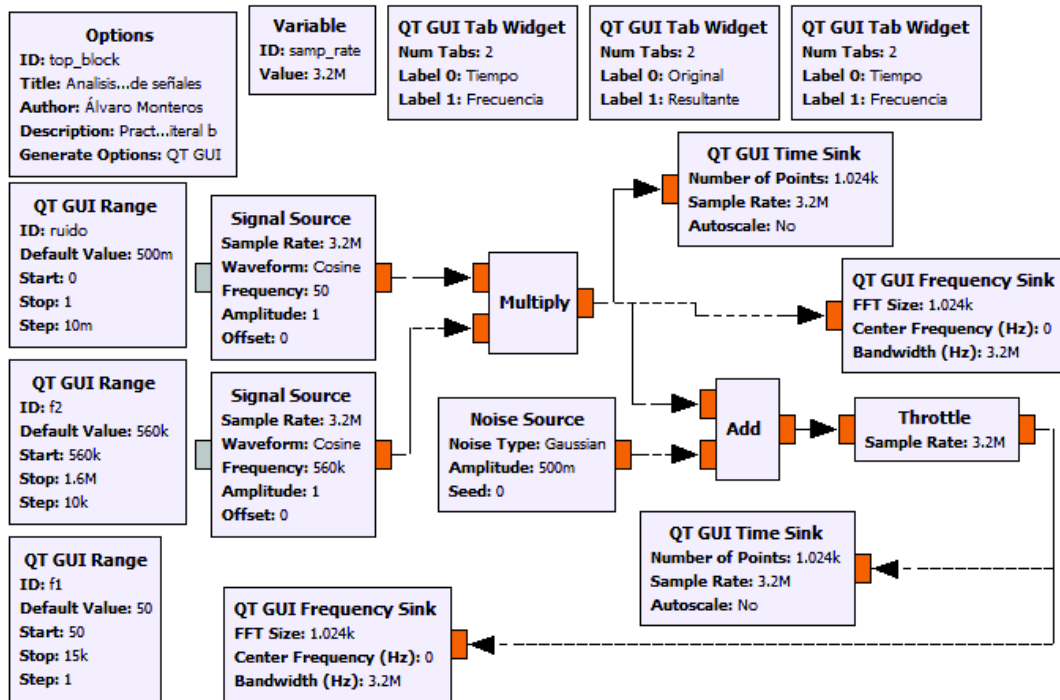 Options
ID: top_block
Title: Analisis...de señales
Author: Álvaro Monteros
Description: Pract...iteral b
Generate Options: QT GUI
Variable
ID: samp_rate
Value: 3.2M
QT GUI Tab Widget
Num Tabs: 2
Label 0: Tiempo
Label 1: Frecuencia
QT GUI Tab Widget
Num Tabs: 2
Label 0: Original
Label 1: Resultante
QT GUI Tab Widget
Num Tabs: 2
Label 0: Tiempo
Label 1: Frecuencia
QT GUI Range
ID: ruido
Default Value: 500m
Start: 0
Stop: 1
Step: 10m
Signal Source
Sample Rate: 3.2M
Waveform: Cosine
Frequency: 50
Amplitude: 1
Offset: 0
Multiply
QT GUI Time Sink
Number of Points: 1.024k
Sample Rate: 3.2M
Autoscale: No
QT GUI Frequency Sink
FFT Size: 1.024k
Center Frequency (Hz): 0
Bandwidth (Hz): 3.2M
QT GUI Range
ID: f2
Default Value: 560k
Start: 560k
Stop: 1.6M
Step: 10k
Signal Source
Sample Rate: 3.2M
Waveform: Cosine
Frequency: 560k
Amplitude: 1
Offset: 0
Noise Source
Noise Type: Gaussian
Amplitude: 500m
Seed: 0
Add
Throttle
Sample Rate: 3.2M
QT GUI Time Sink
Number of Points: 1.024k
Sample Rate: 3.2M
Autoscale: No
QT GUI Range
ID: f1
Default Value: 50
Start: 50
Stop: 15k
Step: 1
QT GUI Frequency Sink
FFT Size: 1.024k
Center Frequency (Hz): 0
Bandwidth (Hz): 3.2M